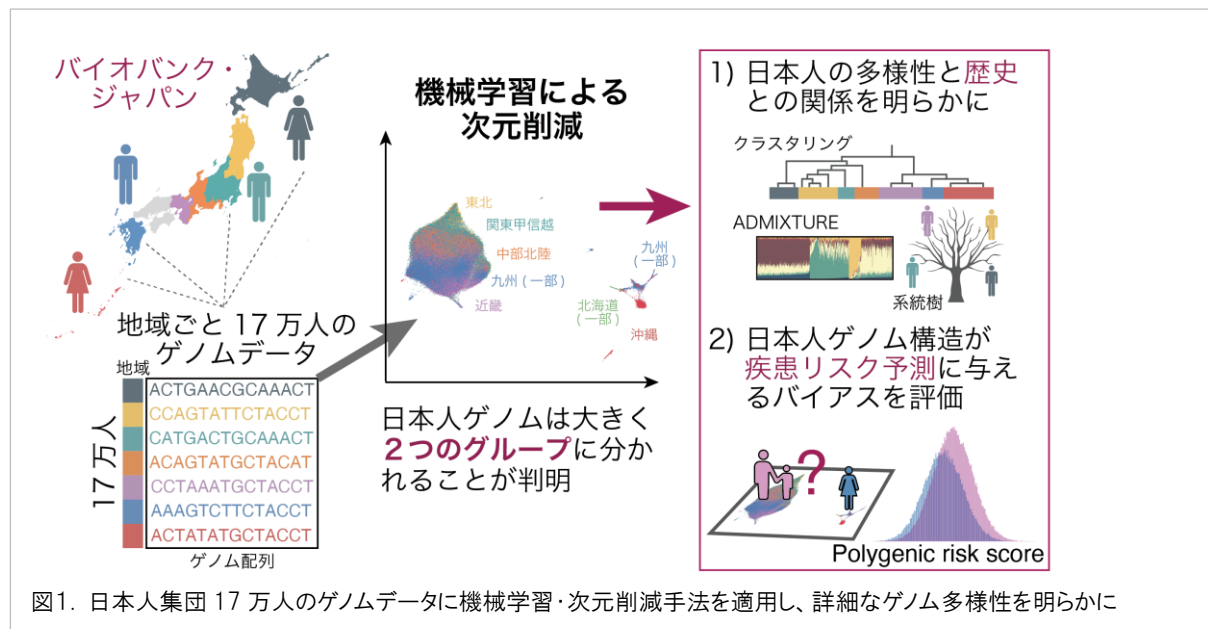 バイオバンク・
ジャパン
地域ごと 17 万人の
ゲノムデータ
地域
17万人
ACTGAACGCAAACT
CCAGTATTCTACCT
CATGACTGCAAACT
ACAGTATGCTACAT
CCTAAATGCTACCT
AAAGTCTTCTACCT
ACTATATGCTACCT
ゲノム配列
機械学習による
次元削減
東北
関東甲信越
中部北陸
九州 ( 一部 )
近畿
九州
( 一部 )
北海道
( 一部 )
沖縄
日本人ゲノムは大きく
2つのグループに分か
れることが判明
1) 日本人の多様性と歴史
との関係を明らかに
クラスタリング
ADMIXTURE
系統樹
2) 日本人ゲノム構造が
疾患リスク予測に与え
るバイアスを評価
?
Polygenic risk score
図1. 日本人集団 17 万人のゲノムデータに機械学習・次元削減手法を適用し、詳細なゲノム多様性を明らかに